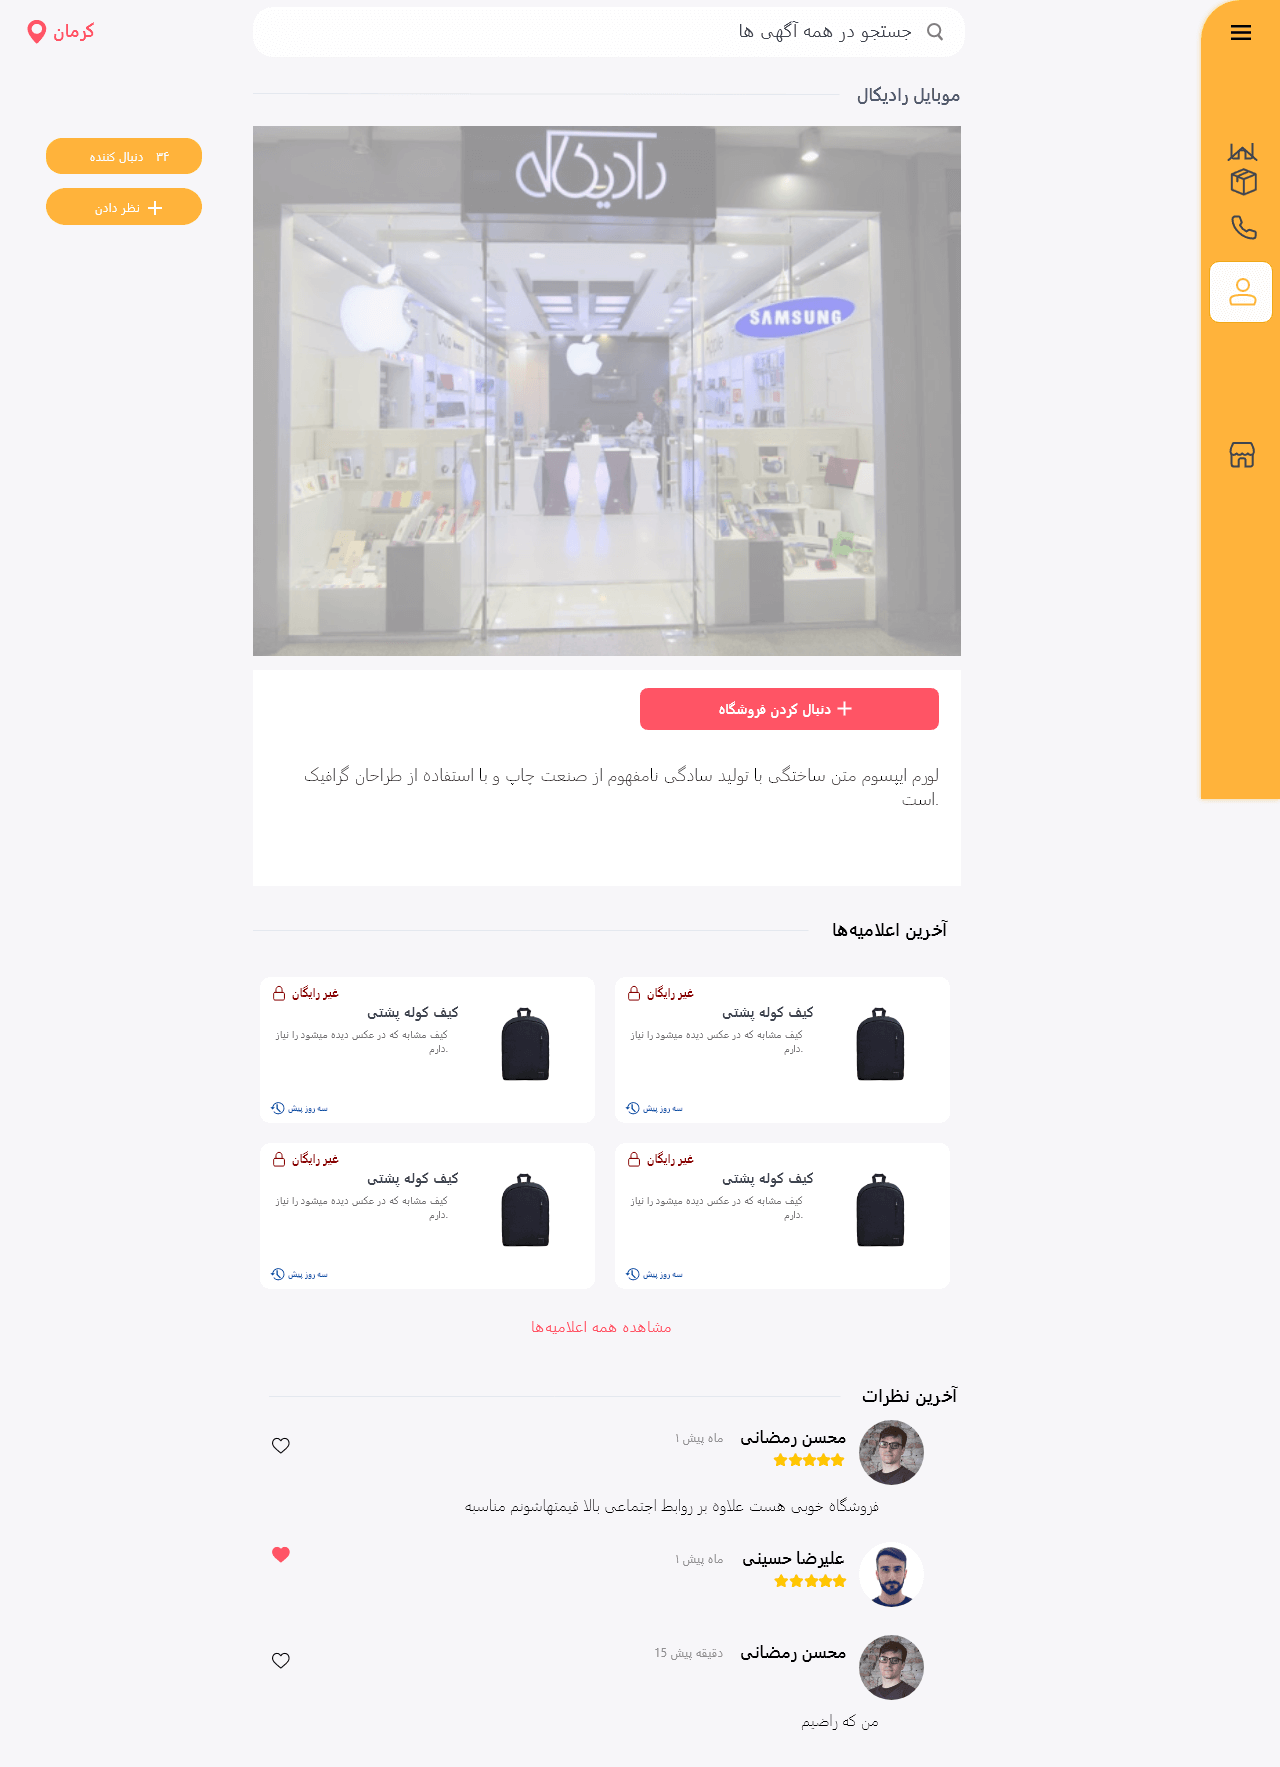 جستجو در همه آگهی ها
کرمان
موبایل رادیکال
۳۴ دنبال کننده
نظر دادن
رادیکال
SAMSUNG
دنبال کردن فروشگاه
لورم ایپسوم متن ساختگی با تولید سادگی نامفهوم از صنعت چاپ و با استفاده از طراحان گرافیک
است.
آخرین اعلامیه‌ها
غیر رایگان
کیف کوله پشتی
کیف مشابه که در عکس دیده میشود را نیاز
دارم.
سه روز پیش
غیر رایگان
کیف کوله پشتی
کیف مشابه که در عکس دیده میشود را نیاز
دارم.
سه روز پیش
غیر رایگان
کیف کوله پشتی
کیف مشابه که در عکس دیده میشود را نیاز
دارم.
سه روز پیش
غیر رایگان
کیف کوله پشتی
کیف مشابه که در عکس دیده میشود را نیاز
دارم.
سه روز پیش
مشاهده همه اعلامیه‌ها
آخرین نظرات
محسن رمضانی
ماه پیش ۱
فروشگاه خوبی هست علاوه بر روابط اجتماعی بالا قیمتهاشونم مناسبه
علیرضا حسینی
ماه پیش ۱
محسن رمضانی
دقیقه پیش 15
من که راضیم